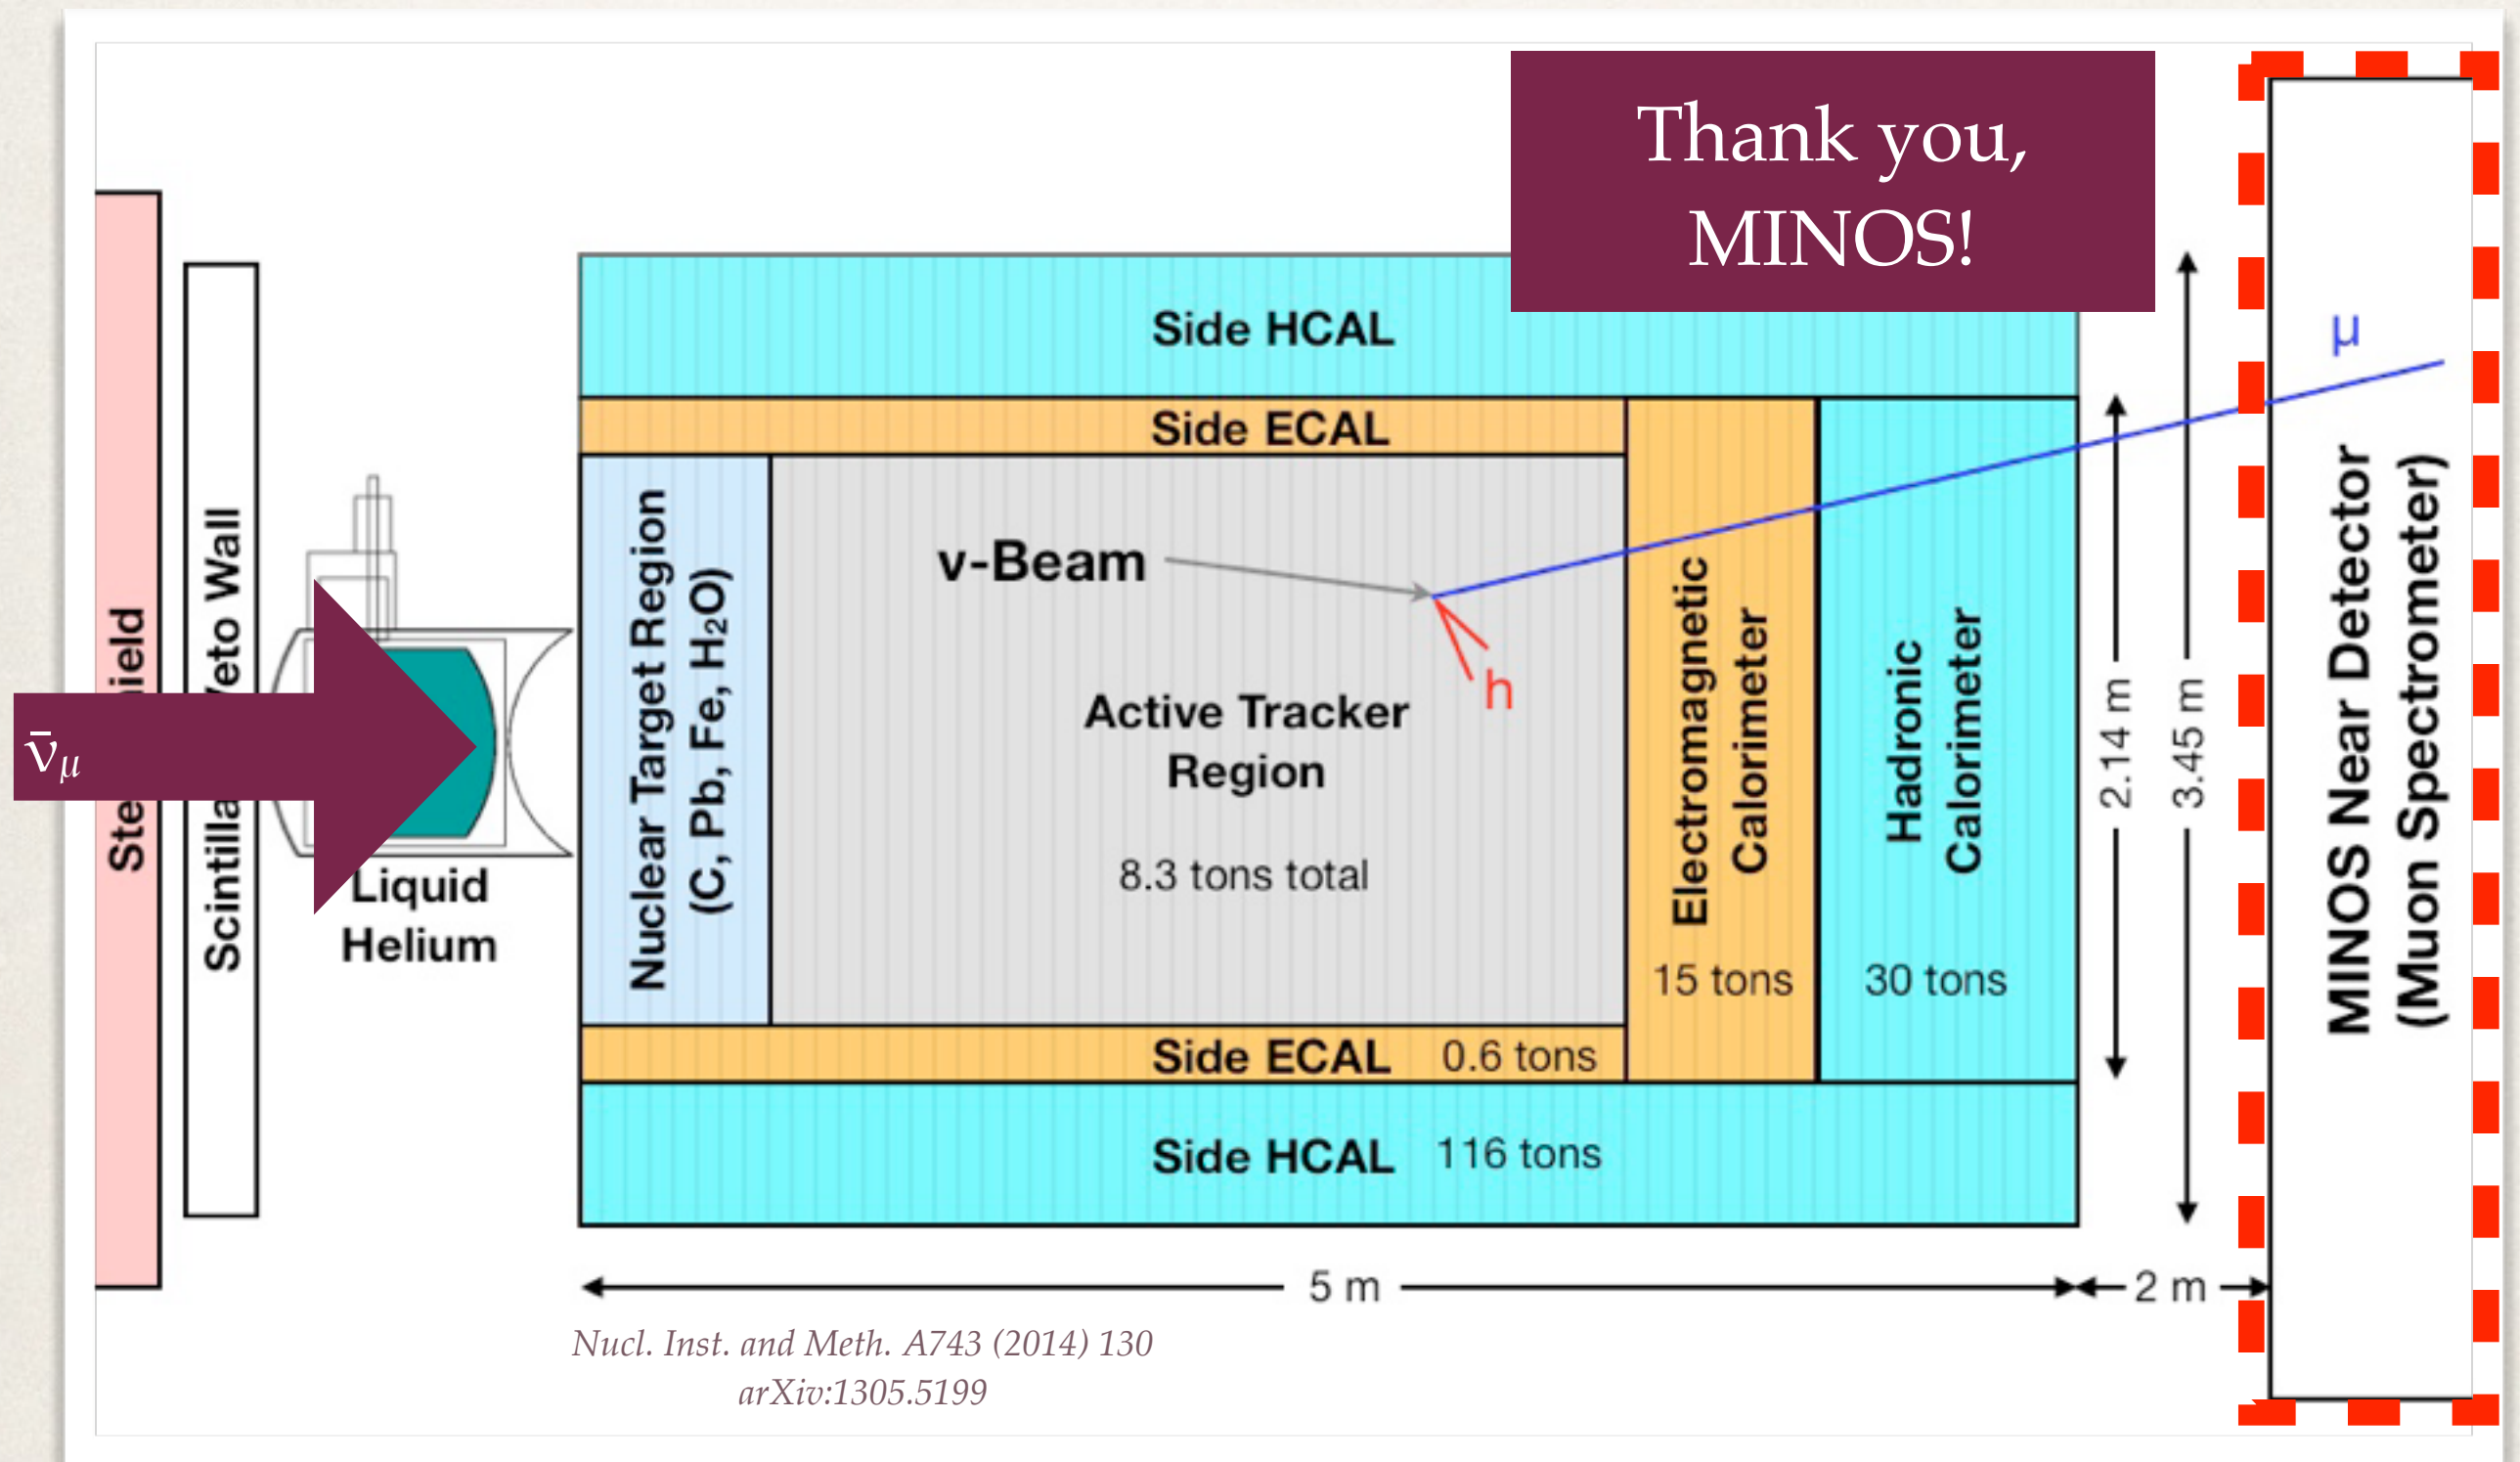 Thank you,
MINOS!
Side HCAL
Side ECAL
ν-Beam
μ
h
ν̄μ
Liquid
Helium
Nuclear Target Region
(C, Pb, Fe, H₂O)
Active Tracker
Region
8.3 tons total
Electromagnetic
Calorimeter
15 tons
Hadronic
Calorimeter
30 tons
2.14 m
3.45 m
MINOS Near Detector
(Muon Spectrometer)
Side ECAL 0.6 tons
Side HCAL 116 tons
5 m
2 m
Nucl. Inst. and Meth. A743 (2014) 130
arXiv:1305.5199
Wall